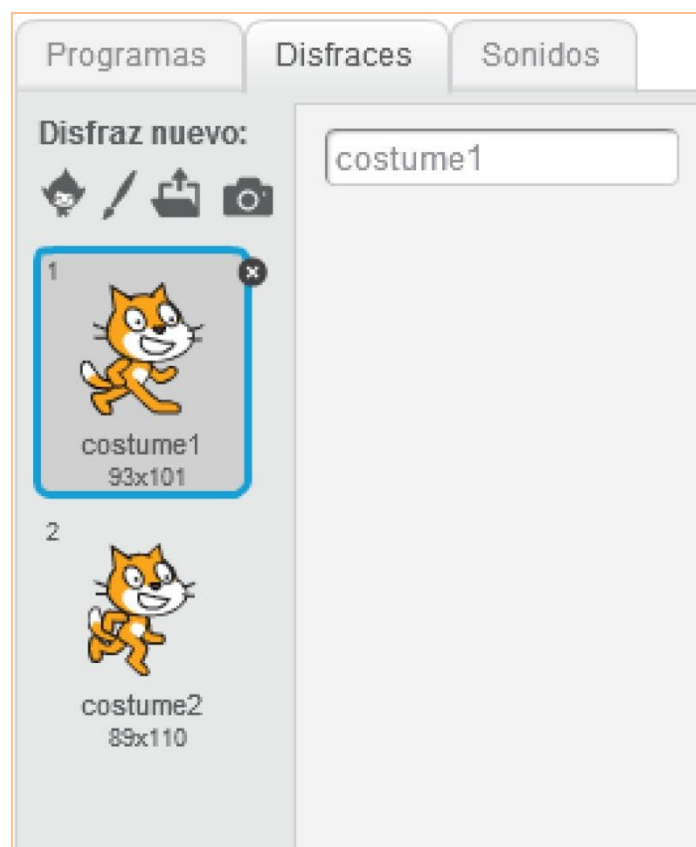 Programas Disfraces Sonidos
Disfraz nuevo:
costume1
1
costume1
93x101
2
costume2
89x110